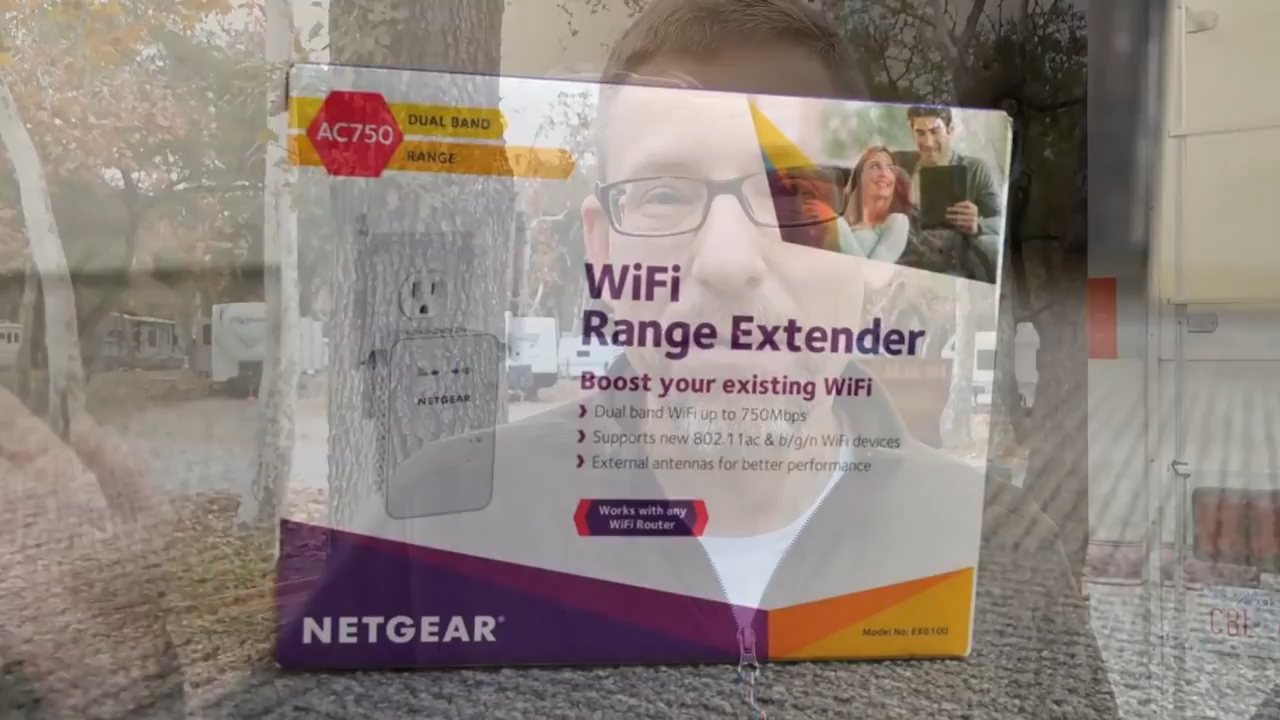 AC750
DUAL BAND
RANGE
NETGEAR
WiFi
Range Extender
Boost your existing WiFi
Dual band WiFi up to 750Mbps
Supports new 802.11ac & b/g/n WiFi devices
External antennas for better performance
Works with any
WiFi Router
NETGEAR®
Model No: EX6100
CBL